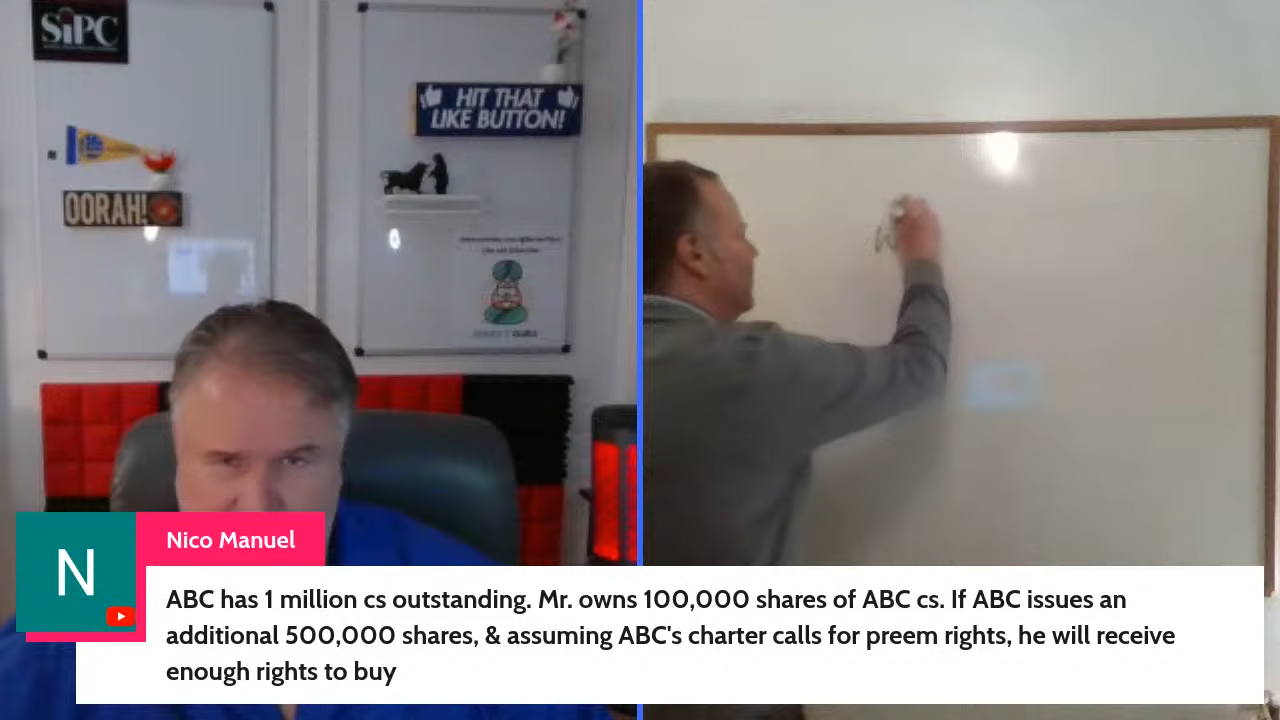 SiPC
HIT THAT
LIKE BUTTON!
OORAH!
N
Nico Manuel
ABC has 1 million cs outstanding. Mr. owns 100,000 shares of ABC cs. If ABC issues an
additional 500,000 shares, & assuming ABC's charter calls for preem rights, he will receive
enough rights to buy